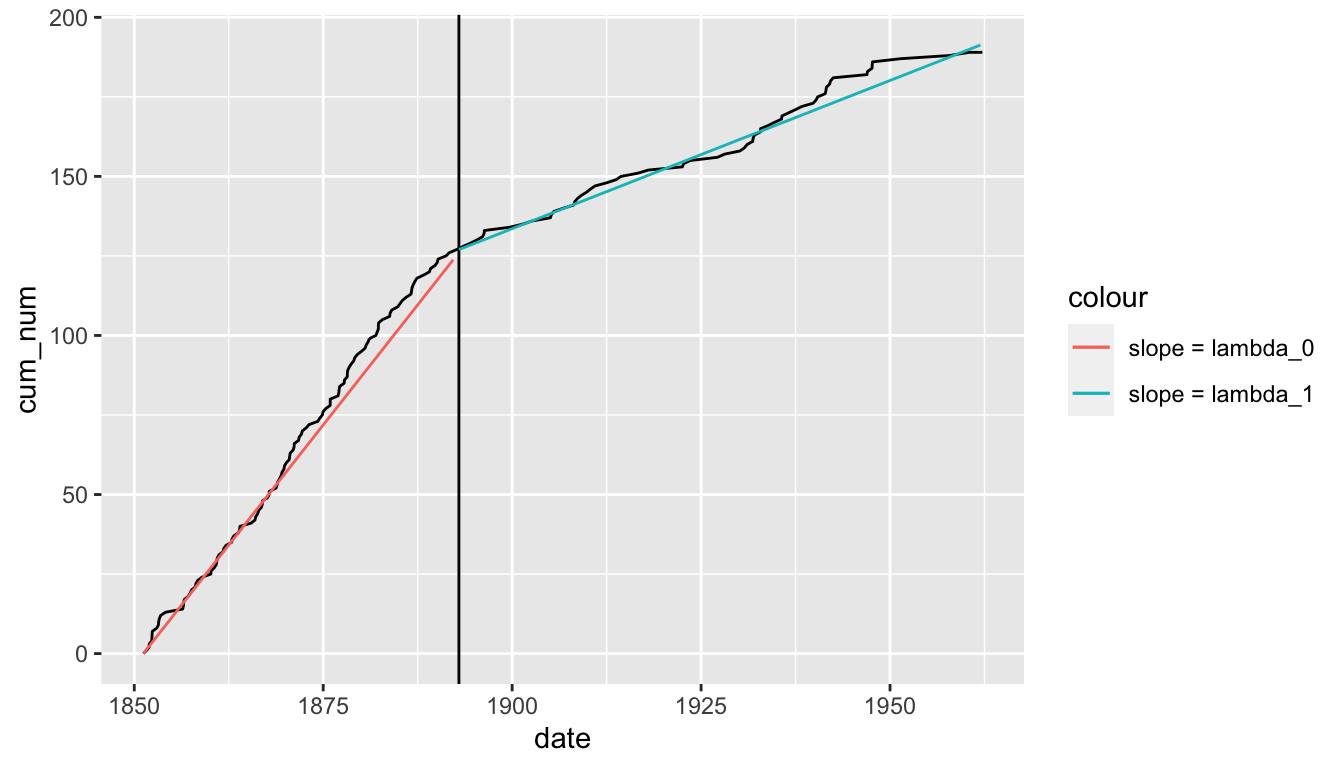 200
150
100
50
0
cum_num
1850 1875 1900 1925 1950
date
colour
slope = lambda_0
slope = lambda_1